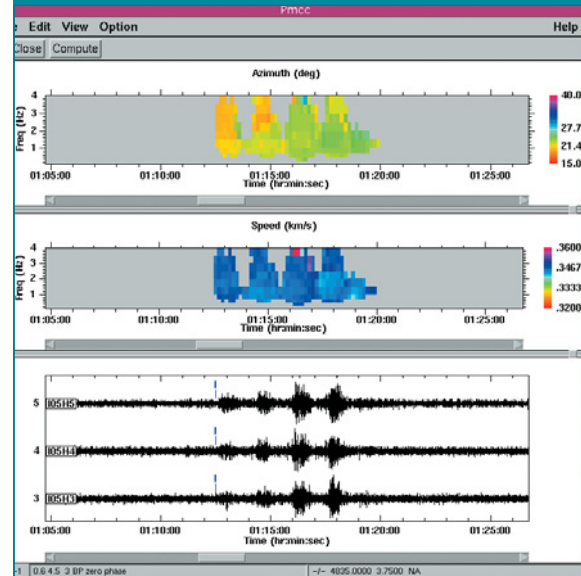 Pmcc
e Edit View Option Help
Close Compute
Azimuth (deg)
Freq (Hz)
4
3
2
1
40.0
27.7
21.4
15.0
01:05:00 01:10:00 01:15:00 01:20:00 01:25:00
Time (hr:min:sec)
Speed (km/s)
Freq (Hz)
4
3
2
1
.3600
.3467
.3333
.3200
01:05:00 01:10:00 01:15:00 01:20:00 01:25:00
Time (hr:min:sec)
5 I05H5
4 I05H4
3 I05H3
01:05:00 01:10:00 01:15:00 01:20:00 01:25:00
Time (hr:min:sec)
-1 0.6 4.5 3 BP zero phase -/- 4835.0000 3.7500 NA